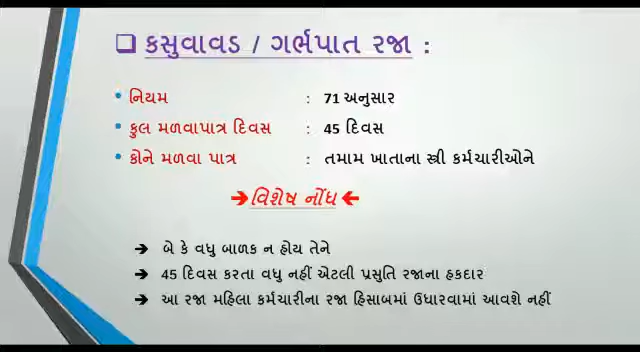 ❑ કસુવાવડ / ગર્ભપાત રજા :
• નિયમ : 71 અનુસાર
• કુલ મળવાપાત્ર દિવસ : 45 દિવસ
• કોને મળવા પાત્ર : તમામ ખાતાના સ્ત્રી કર્મચારીઓને
➔વિશેષ નોંધ←
➔ બે કે વધુ બાળક ન હોય તેને
➔ 45 દિવસ કરતા વધુ નહીં એટલી પ્રસુતિ રજાના હકદાર
➔ આ રજા મહિલા કર્મચારીના રજા હિસાબમાં ઉધારવામાં આવશે નહીં